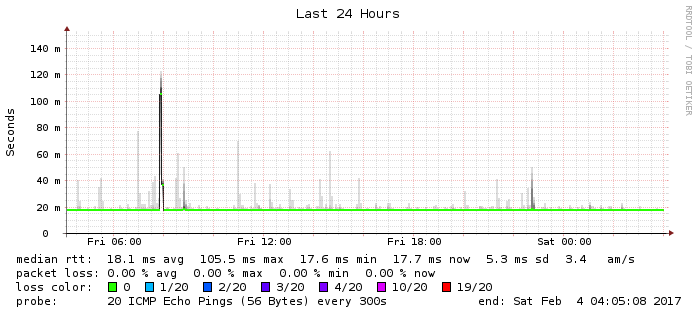 Last 24 Hours
RRDTOOL / TOBI OETIKER
Seconds
140 m
120 m
100 m
80 m
60 m
40 m
20 m
0
Fri 06:00 Fri 12:00 Fri 18:00 Sat 00:00
median rtt: 18.1 ms avg 105.5 ms max 17.6 ms min 17.7 ms now 5.3 ms sd 3.4 am/s
packet loss: 0.00 % avg 0.00 % max 0.00 % min 0.00 % now
loss color: 0 1/20 2/20 3/20 4/20 10/20 19/20
probe: 20 ICMP Echo Pings (56 Bytes) every 300s end: Sat Feb 4 04:05:08 2017